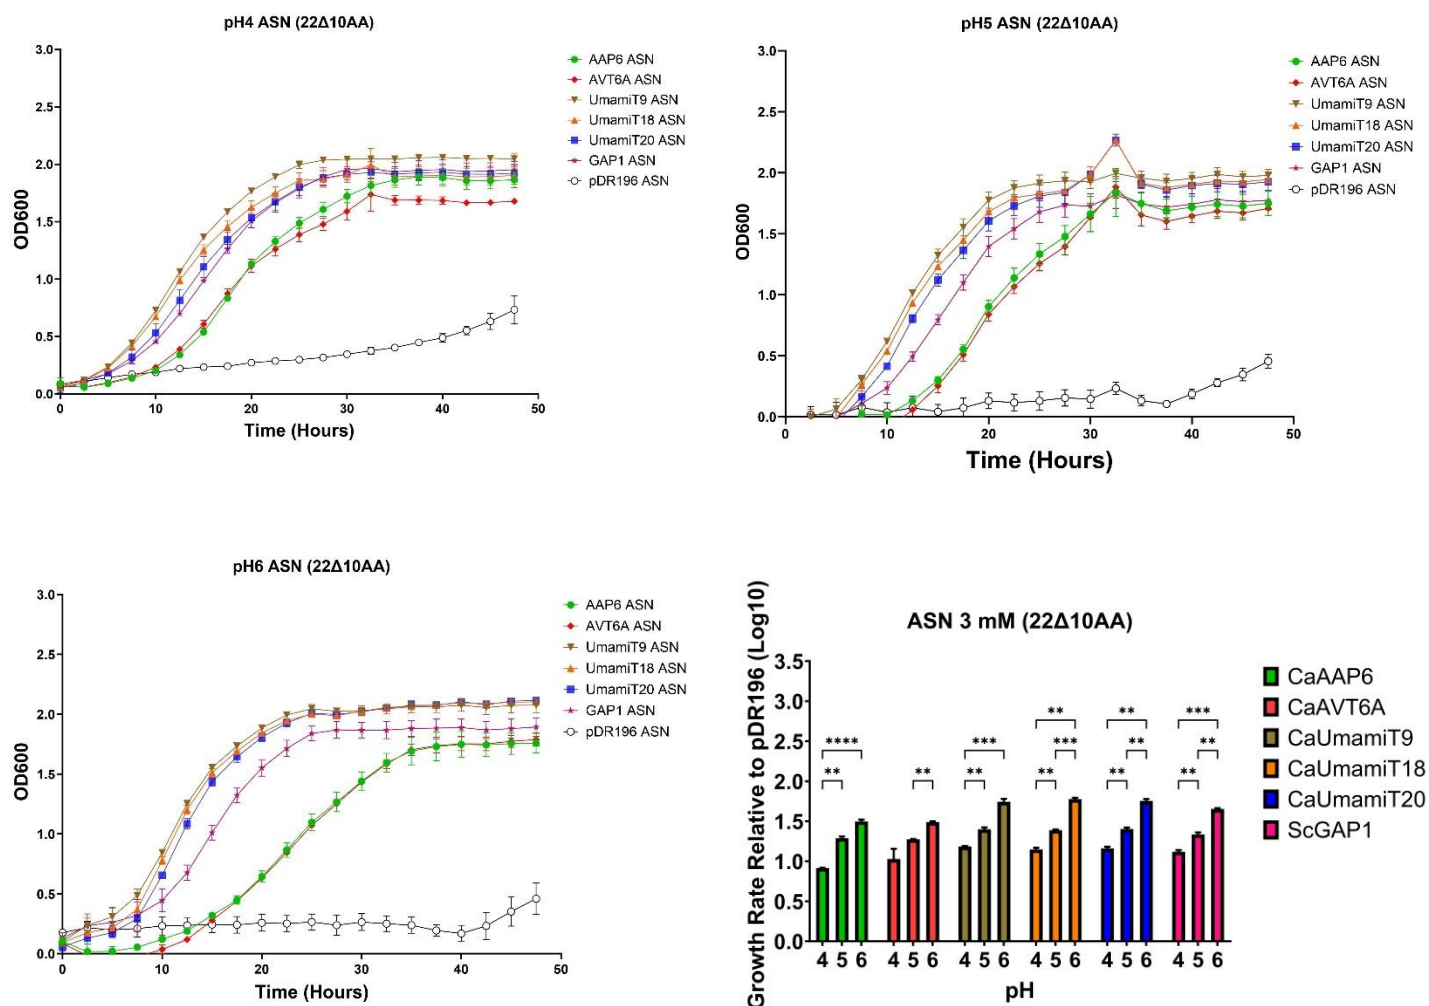 pH4 ASN (22Δ10AA)
3.0
2.5
2.0
1.5
1.0
0.5
0.0
OD600
0
10
20
30
40
50
Time (Hours)
AAP6 ASN
AVT6A ASN
UmamiT9 ASN
UmamiT18 ASN
UmamiT20 ASN
GAP1 ASN
pDR196 ASN
pH5 ASN (22Δ10AA)
3.0
2.5
2.0
1.5
1.0
0.5
0.0
OD600
0
10
20
30
40
50
Time (Hours)
AAP6 ASN
AVT6A ASN
UmamiT9 ASN
UmamiT18 ASN
UmamiT20 ASN
GAP1 ASN
pDR196 ASN
pH6 ASN (22Δ10AA)
3.0
2.5
2.0
1.5
1.0
0.5
0.0
OD600
0
10
20
30
40
50
Time (Hours)
AAP6 ASN
AVT6A ASN
UmamiT9 ASN
UmamiT18 ASN
UmamiT20 ASN
GAP1 ASN
pDR196 ASN
ASN 3 mM (22Δ10AA)
Growth Rate Relative to pDR196 (Log10)
3.5
3.0
2.5
2.0
1.5
1.0
0.5
0.0
****
**
**
***
**
**
***
**
**
**
**
***
**
**
4 5 6 4 5 6 4 5 6 4 5 6 4 5 6 4 5 6
pH
CaAAP6
CaAVT6A
CaUmamiT9
CaUmamiT18
CaUmamiT20
ScGAP1